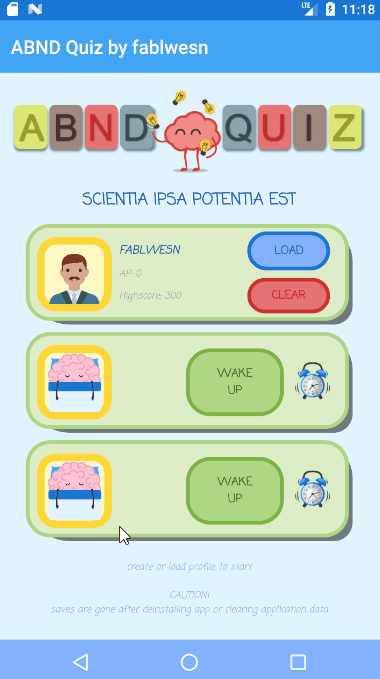 LTE 11:18
ABND Quiz by fablwesn
ABND QUIZ
SCIENTIA IPSA POTENTIA EST
FABLWESN
AP: 0
Highscore: 300
LOAD
CLEAR
WAKE
UP
WAKE
UP
create or load profile to start
CAUTION!
saves are gone after deinstalling app or clearing application data